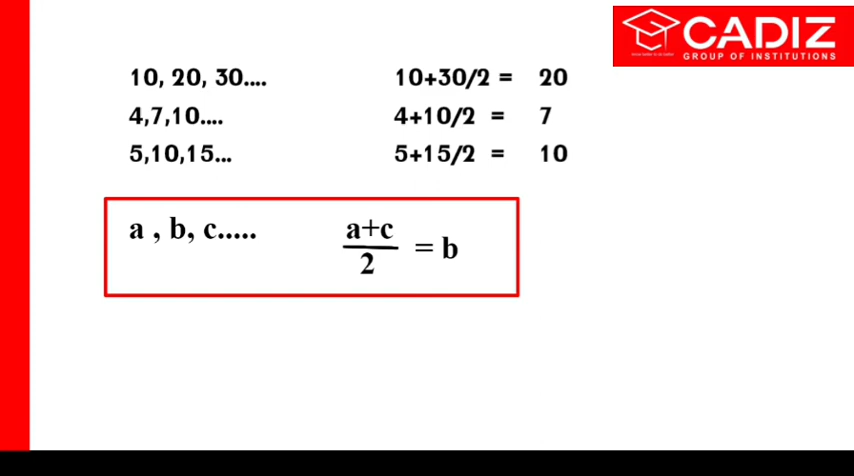 CADIZ
GROUP OF INSTITUTIONS
10, 20, 30.... 10+30/2 = 20
4,7,10.... 4+10/2 = 7
5,10,15... 5+15/2 = 10
a , b, c..... a+c/2 = b